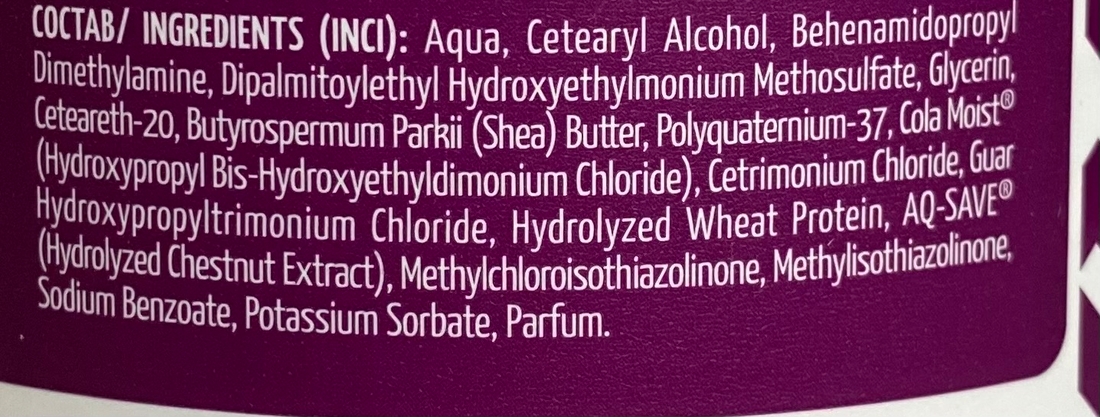 СОСТАВ/ INGREDIENTS (INCI): Aqua, Cetearyl Alcohol, Behenamidopropyl
Dimethylamine, Dipalmitoylethyl Hydroxyethylmonium Methosulfate, Glycerin,
Ceteareth-20, Butyrospermum Parkii (Shea) Butter, Polyquaternium-37, Cola Moist®
(Hydroxypropyl Bis-Hydroxyethyldimonium Chloride), Cetrimonium Chloride, Guar
Hydroxypropyltrimonium Chloride, Hydrolyzed Wheat Protein, AQ-SAVE®
(Hydrolyzed Chestnut Extract), Methylchloroisothiazolinone, Methylisothiazolinone,
Sodium Benzoate, Potassium Sorbate, Parfum.